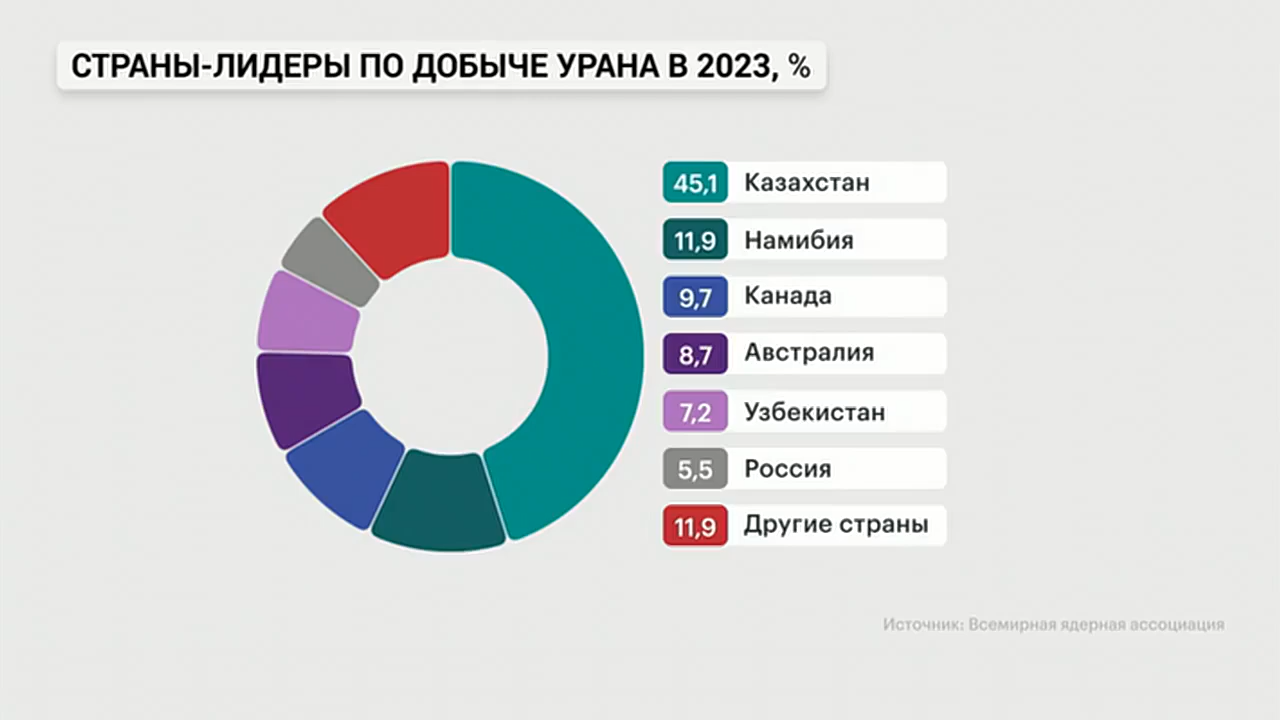 СТРАНЫ-ЛИДЕРЫ ПО ДОБЫЧЕ УРАНА В 2023, %
45,1 Казахстан
11,9 Намибия
9,7 Канада
8,7 Австралия
7,2 Узбекистан
5,5 Россия
11,9 Другие страны
Источник: Всемирная ядерная ассоциация